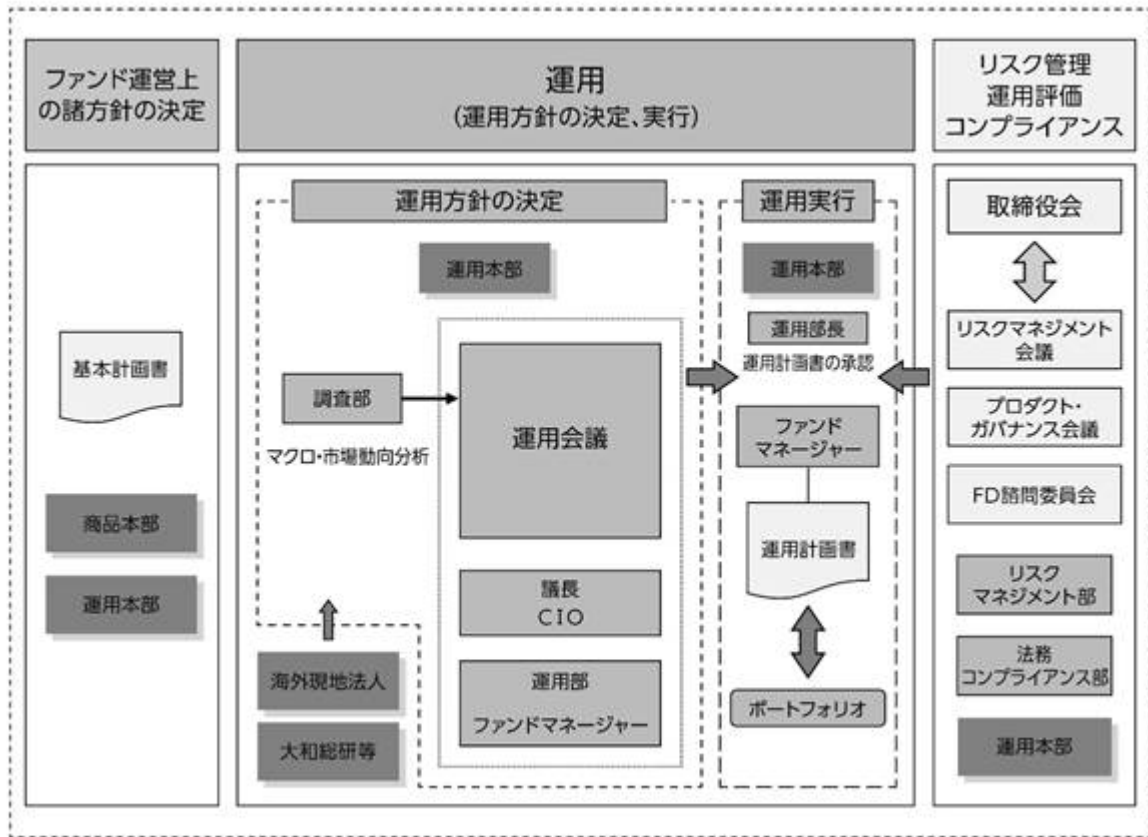 ファンド運営上
の諸方針の決定
運用
(運用方針の決定、実行)
リスク管理
運用評価
コンプライアンス
基本計画書
商品本部
運用本部
運用方針の決定
運用本部
調査部
マクロ・市場動向分析
運用会議
議長
CIO
運用部
ファンドマネージャー
海外現地法人
大和総研等
運用実行
運用本部
運用部長
運用計画書の承認
ファンド
マネージャー
運用計画書
ポートフォリオ
取締役会
リスクマネジメント
会議
プロダクト・
ガバナンス会議
FD諮問委員会
リスク
マネジメント部
法務
コンプライアンス部
運用本部